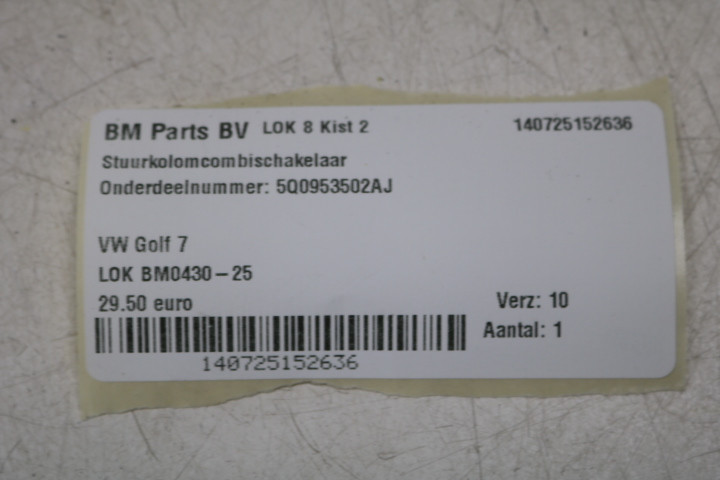 BM Parts BV LOK 8 Kist 2 140725152636
Stuurkolomcombischakelaar
Onderdeelnummer: 5Q0953502AJ
VW Golf 7
LOK BM0430-25
29.50 euro Verz: 10
Aantal: 1
140725152636